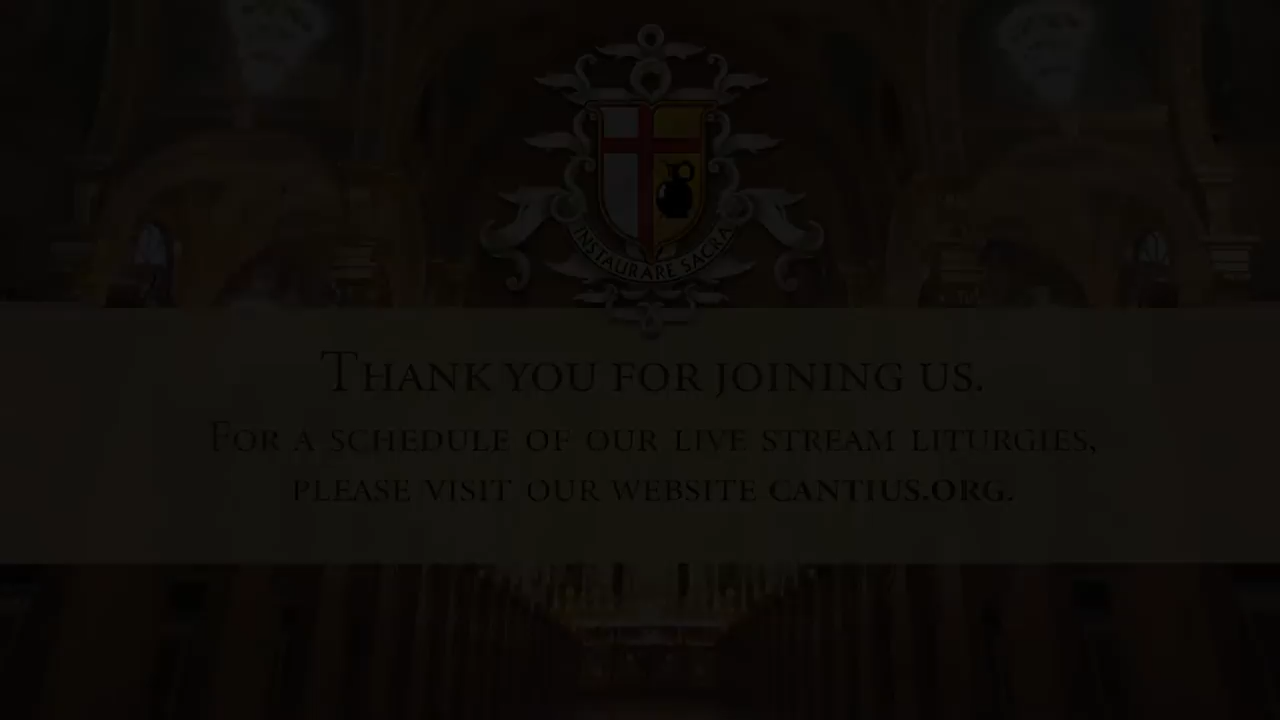 INSTAURARE SACRA
THANK YOU FOR JOINING US.
FOR A SCHEDULE OF OUR LIVE STREAM LITURGIES,
PLEASE VISIT OUR WEBSITE CANTIUS.ORG.